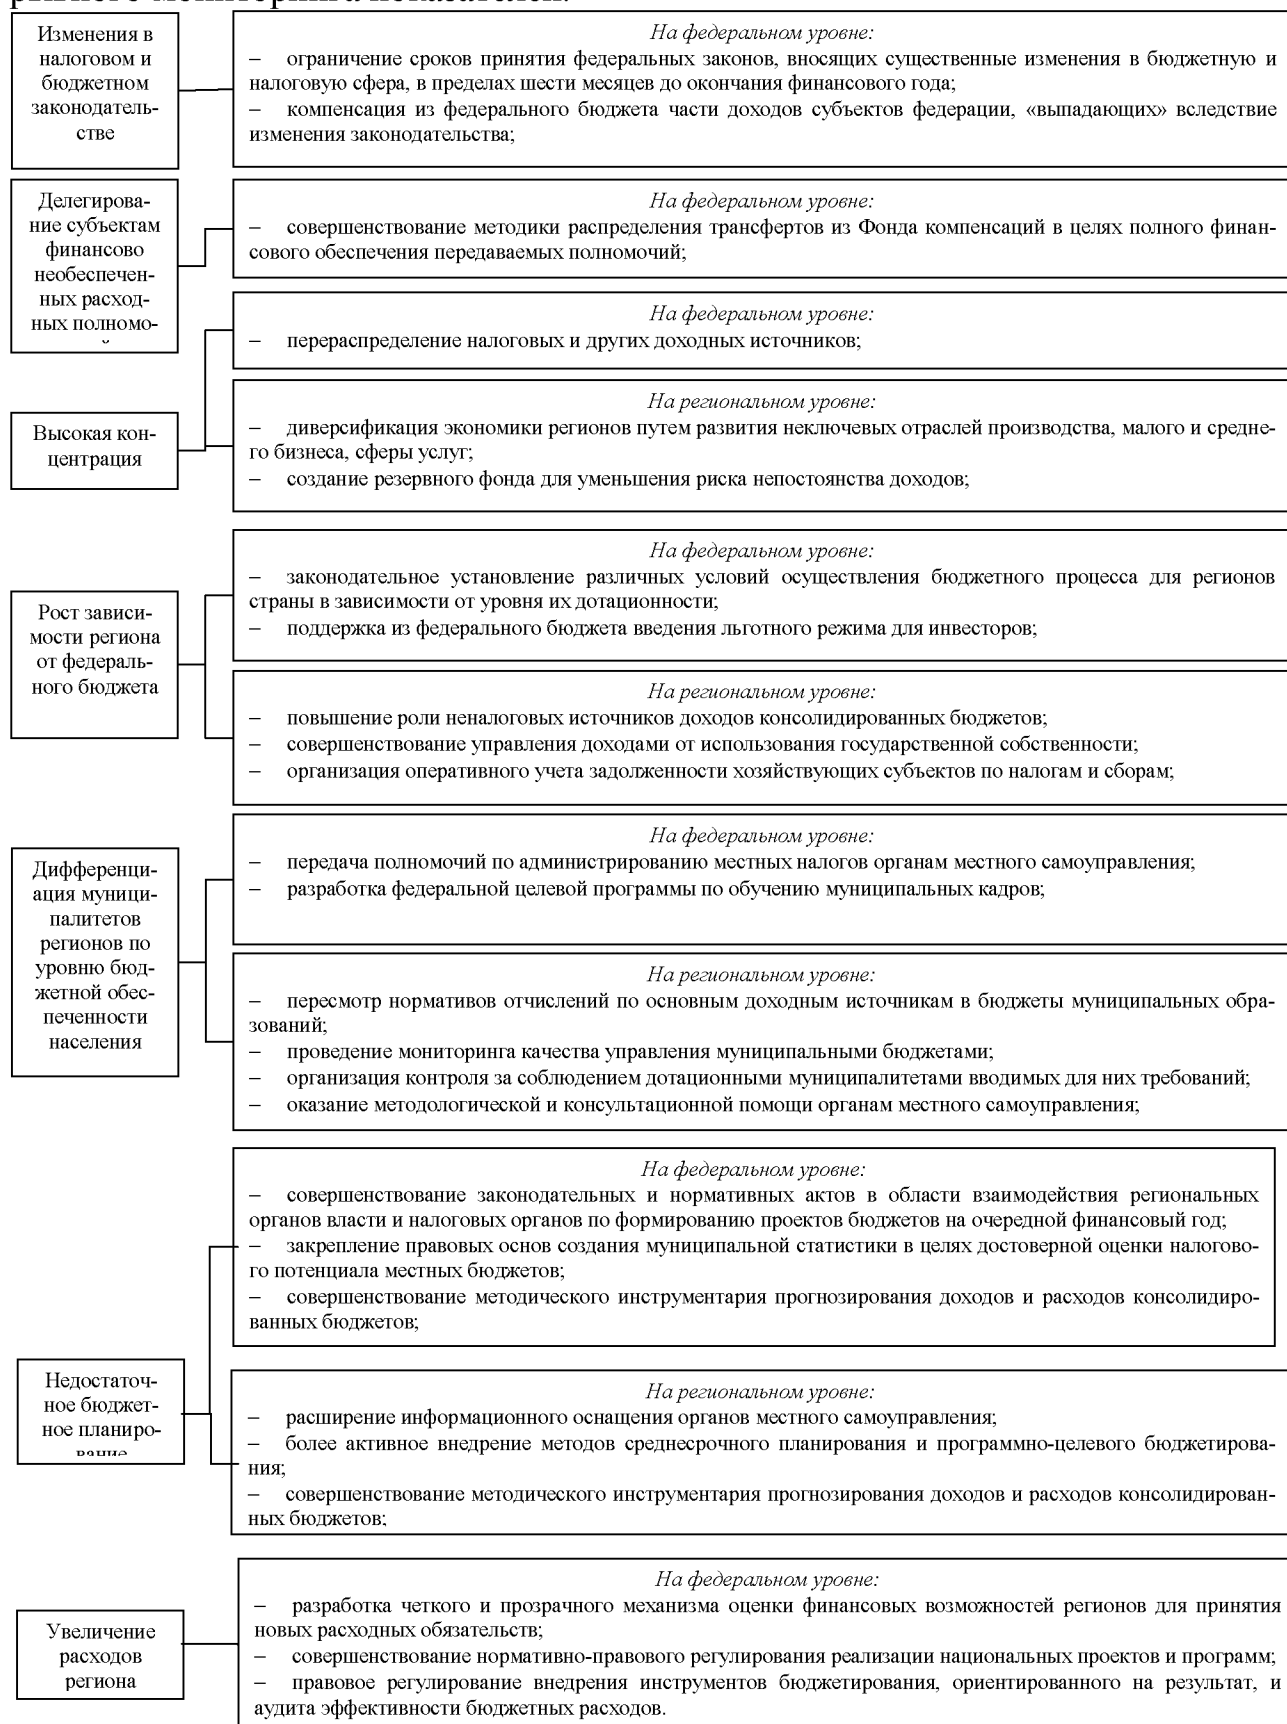 Изменения в
налоговом и
бюджетном
законодатель-
стве
На федеральном уровне:
– ограничение сроков принятия федеральных законов, вносящих существенные изменения в бюджетную и
налоговую сфера, в пределах шести месяцев до окончания финансового года;
– компенсация из федерального бюджета части доходов субъектов федерации, «выпадающих» вследствие
изменения законодательства;
Делегирова-
ние субъектам
финансово
необеспечен-
ных расход-
ных полномо-
На федеральном уровне:
– совершенствование методики распределения трансфертов из Фонда компенсаций в целях полного финан-
сового обеспечения передаваемых полномочий;
Высокая кон-
центрация
На федеральном уровне:
– перераспределение налоговых и других доходных источников;
На региональном уровне:
– диверсификация экономики регионов путем развития неключевых отраслей производства, малого и средне-
го бизнеса, сферы услуг;
– создание резервного фонда для уменьшения риска непостоянства доходов;
Рост зависи-
мости региона
от федераль-
ного бюджета
На федеральном уровне:
– законодательное установление различных условий осуществления бюджетного процесса для регионов
страны в зависимости от уровня их дотационности;
– поддержка из федерального бюджета введения льготного режима для инвесторов;
На региональном уровне:
– повышение роли неналоговых источников доходов консолидированных бюджетов;
– совершенствование управления доходами от использования государственной собственности;
– организация оперативного учета задолженности хозяйствующих субъектов по налогам и сборам;
Дифференци-
ация муници-
палитетов
регионов по
уровню бюд-
жетной обес-
печенности
населения
На федеральном уровне:
– передача полномочий по администрированию местных налогов органам местного самоуправления;
– разработка федеральной целевой программы по обучению муниципальных кадров;
На региональном уровне:
– пересмотр нормативов отчислений по основным доходным источникам в бюджеты муниципальных обра-
зований;
– проведение мониторинга качества управления муниципальными бюджетами;
– организация контроля за соблюдением дотационными муниципалитетами вводимых для них требований;
– оказание методологической и консультационной помощи органам местного самоуправления;
Недостаточ-
ное бюджет-
ное планиро-
вание
На федеральном уровне:
– совершенствование законодательных и нормативных актов в области взаимодействия региональных
органов власти и налоговых органов по формированию проектов бюджетов на очередной финансовый год;
– закрепление правовых основ создания муниципальной статистики в целях достоверной оценки налогово-
го потенциала местных бюджетов;
– совершенствование методического инструментария прогнозирования доходов и расходов консолидиро-
ванных бюджетов;
На региональном уровне:
– расширение информационного оснащения органов местного самоуправления;
– более активное внедрение методов среднесрочного планирования и программно-целевого бюджетирова-
ния;
– совершенствование методического инструментария прогнозирования доходов и расходов консолидирован-
ных бюджетов;
Увеличение
расходов
региона
На федеральном уровне:
– разработка четкого и прозрачного механизма оценки финансовых возможностей регионов для принятия
новых расходных обязательств;
– совершенствование нормативно-правового регулирования реализации национальных проектов и программ;
– правовое регулирование внедрения инструментов бюджетирования, ориентированного на результат, и
аудита эффективности бюджетных расходов.